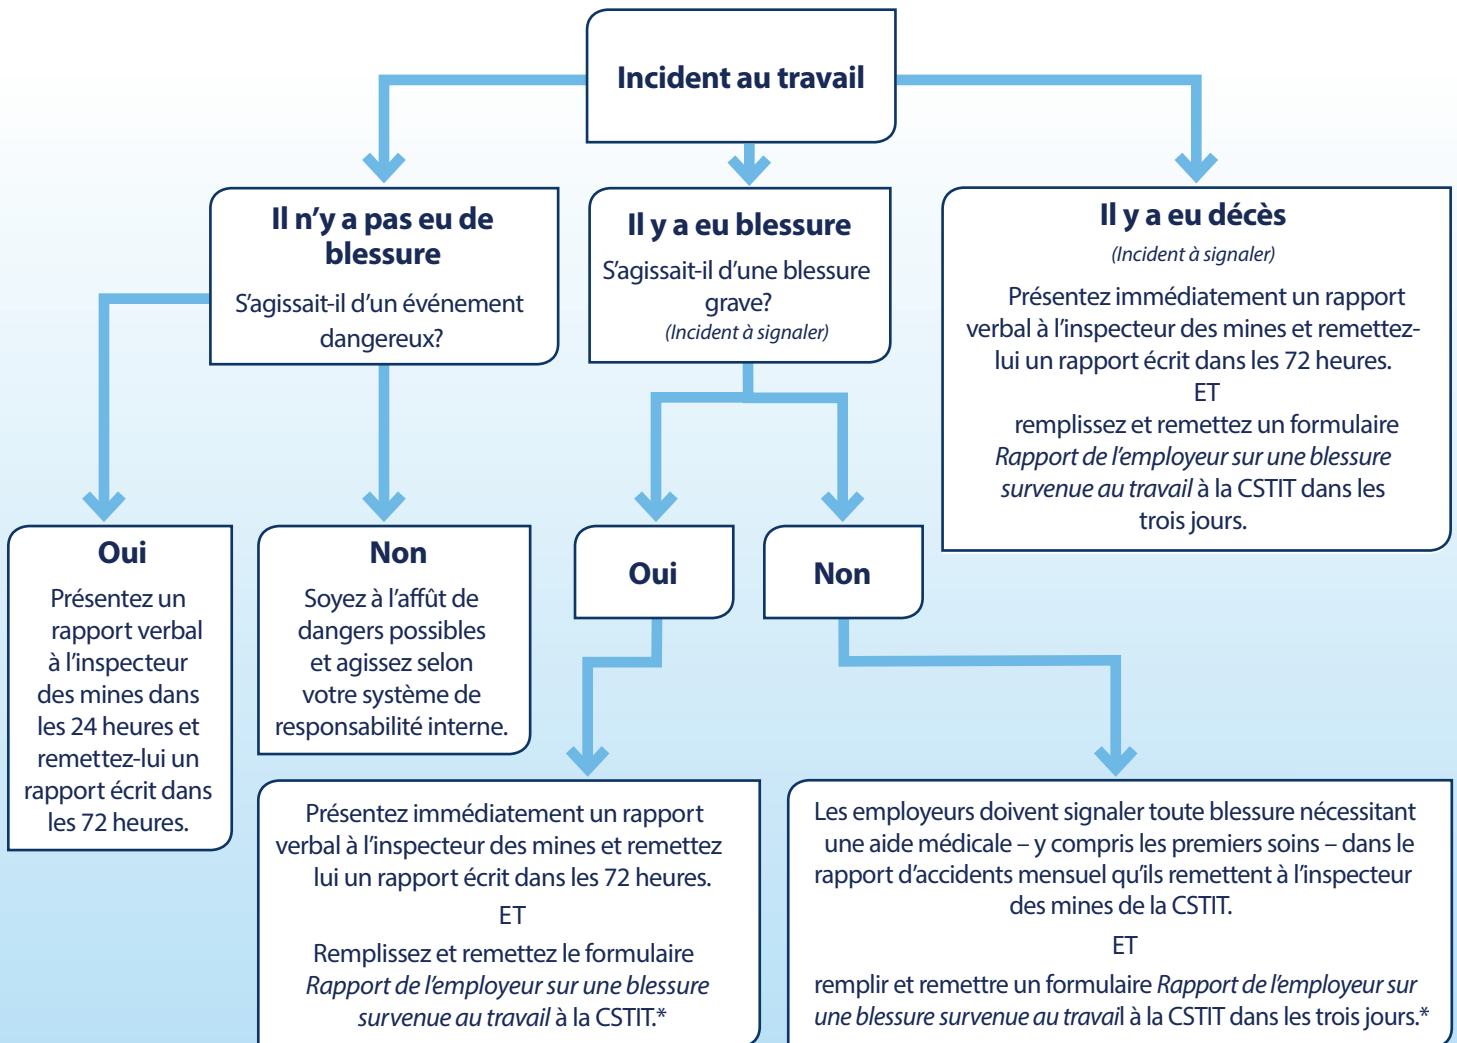 Incident au travail
Il n’y a pas eu de
blessure
S’agissait-il d’un événement
dangereux?
Il y a eu blessure
S’agissait-il d’une blessure
grave?
(Incident à signaler)
Il y a eu décès
(Incident à signaler)
Présentez immédiatement un rapport
verbal à l’inspecteur des mines et remettez-
lui un rapport écrit dans les 72 heures.
ET
remplissez et remettez un formulaire
Rapport de l’employeur sur une blessure
survenue au travail à la CSTIT dans les
trois jours.
Oui
Présentez un
rapport verbal
à l’inspecteur
des mines dans
les 24 heures et
remettez-lui un
rapport écrit dans
les 72 heures.
Non
Soyez à l’affût de
dangers possibles
et agissez selon
votre système de
responsabilité interne.
Oui
Non
Présentez immédiatement un rapport
verbal à l’inspecteur des mines et remettez
lui un rapport écrit dans les 72 heures.
ET
Remplissez et remettez le formulaire
Rapport de l’employeur sur une blessure
survenue au travail à la CSTIT.*
Les employeurs doivent signaler toute blessure nécessitant
une aide médicale – y compris les premiers soins – dans le
rapport d’accidents mensuel qu’ils remettent à l’inspecteur
des mines de la CSTIT.
ET
remplir et remettre un formulaire Rapport de l’employeur sur
une blessure survenue au travail à la CSTIT dans les trois jours.*